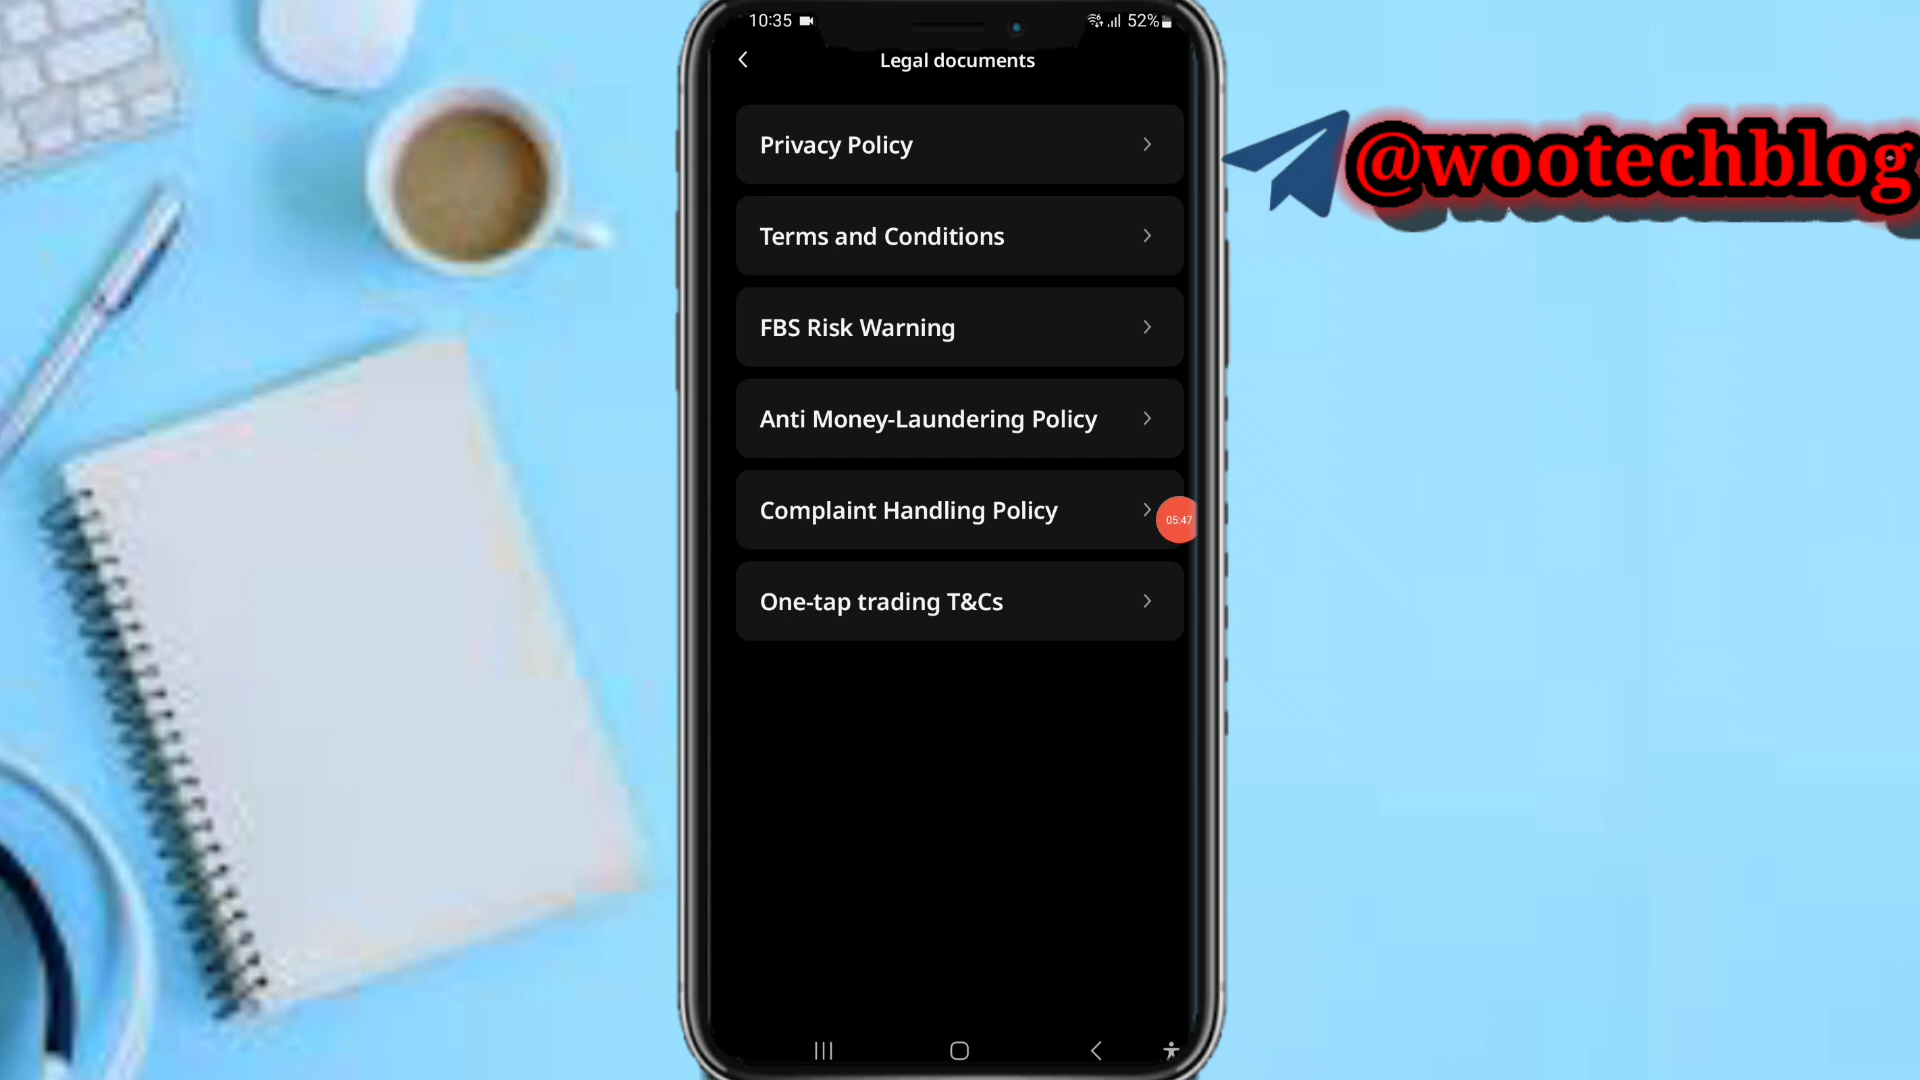 10:35
52%
Legal documents
Privacy Policy
Terms and Conditions
FBS Risk Warning
Anti Money-Laundering Policy
Complaint Handling Policy
05:47
One-tap trading T&Cs
@wootechblog